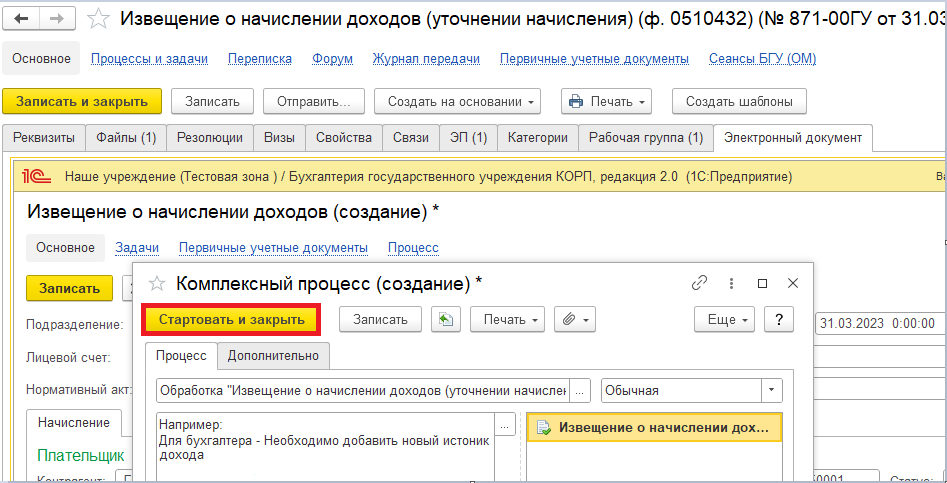 Извещение о начислении доходов (уточнении начисления) (ф. 0510432) (№ 871-00ГУ от 31.03
Основное Процессы и задачи Переписка Форум Журнал передачи Первичные учетные документы Сеансы БГУ (ОМ)
Записать и закрыть Записать Отправить... Создать на основании Печать Создать шаблоны
Реквизиты Файлы (1) Резолюции Визы Свойства Связи ЭП (1) Категории Рабочая группа (1) Электронный документ
1С Наше учреждение (Тестовая зона ) / Бухгалтерия государственного учреждения КОРП, редакция 2.0 (1С:Предприятие) Ва
Извещение о начислении доходов (создание) *
Основное Задачи Первичные учетные документы Процесс
Записать
Комплексный процесс (создание) *
Стартовать и закрыть Записать Печать Еще ?
Подразделение: 31.03.2023 0:00:00
Процесс Дополнительно
Лицевой счет:
Нормативный акт:
Обработка "Извещение о начислении доходов (уточнении начислен ... Обычная
Начисление
Например: ...
Для бухгалтера - Необходимо добавить новый истоник
дохода
Извещение о начислении дох...
Плательщик
Контрагент: 50001 Статус: